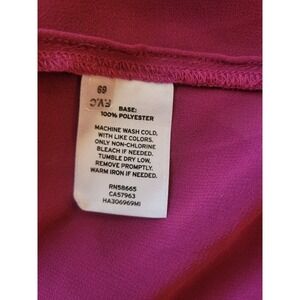 69
BASE:
100% POLYESTER
MACHINE WASH COLD,
WITH LIKE COLORS,
ONLY NON-CHLORINE
BLEACH IF NEEDED.
TUMBLE DRY LOW,
REMOVE PROMPTLY.
WARM IRON IF NEEDED.
RN58665
CA57963
HA306969MI